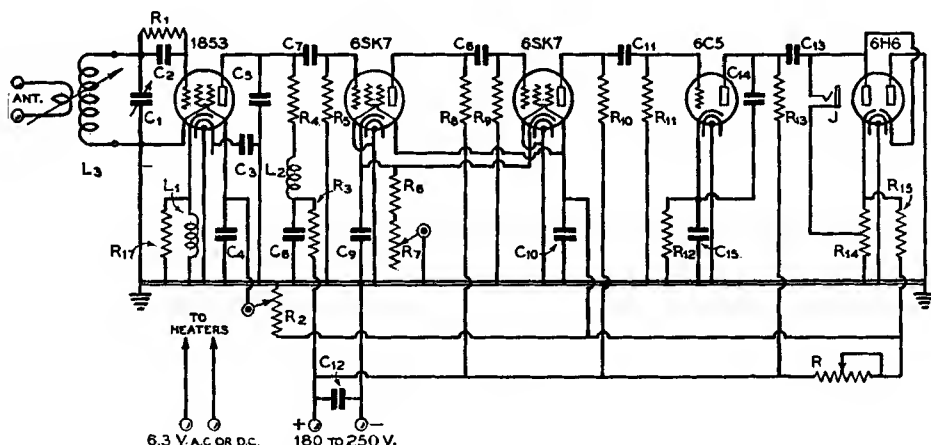 R1
1853
C7
6SK7
C8
6SK7
C11
6C5
C13
6H6
C2
C5
C14
ANT.
C1
R4
R5
R8
R9
R10
R11
R13
J
C3
L3
L2
R3
R6
L1
R15
R17
C4
C6
C9
R7
C10
R12
C15
R14
R2
TO
HEATERS
C12
R
+
-
6.3 V. A.C OR D.C.
180 TO 250 V.